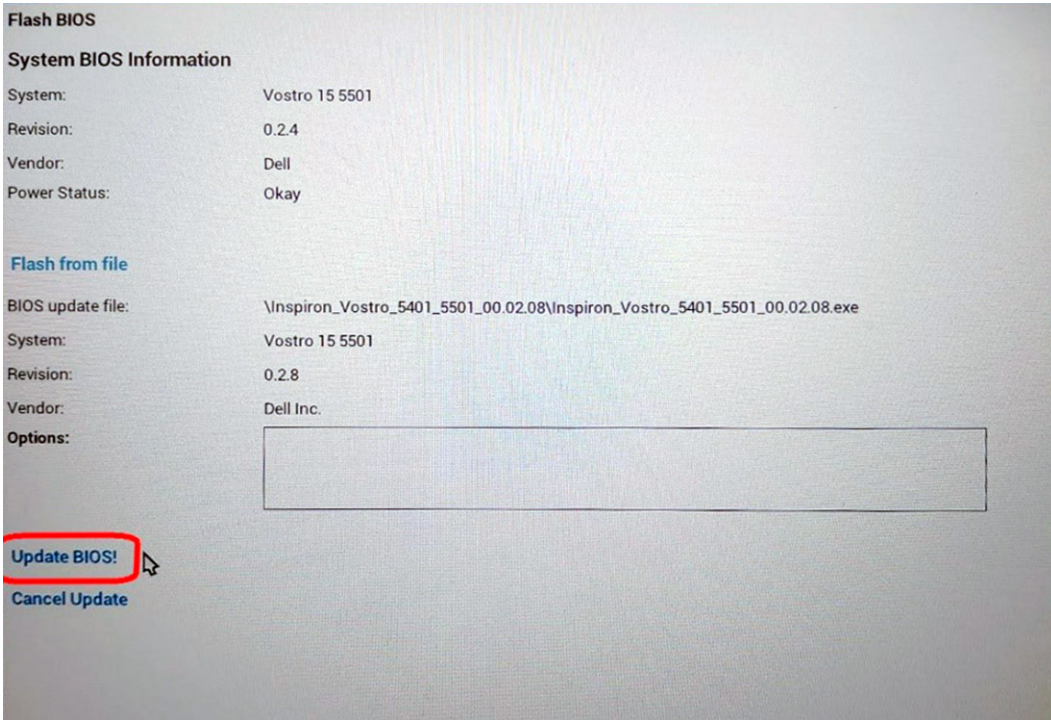 Flash BIOS
System BIOS Information
System: Vostro 15 5501
Revision: 0.2.4
Vendor: Dell
Power Status: Okay
Flash from file
BIOS update file: \Inspiron_Vostro_5401_5501_00.02.08\Inspiron_Vostro_5401_5501_00.02.08.exe
System: Vostro 15 5501
Revision: 0.2.8
Vendor: Dell Inc.
Options:
Update BIOS!
Cancel Update